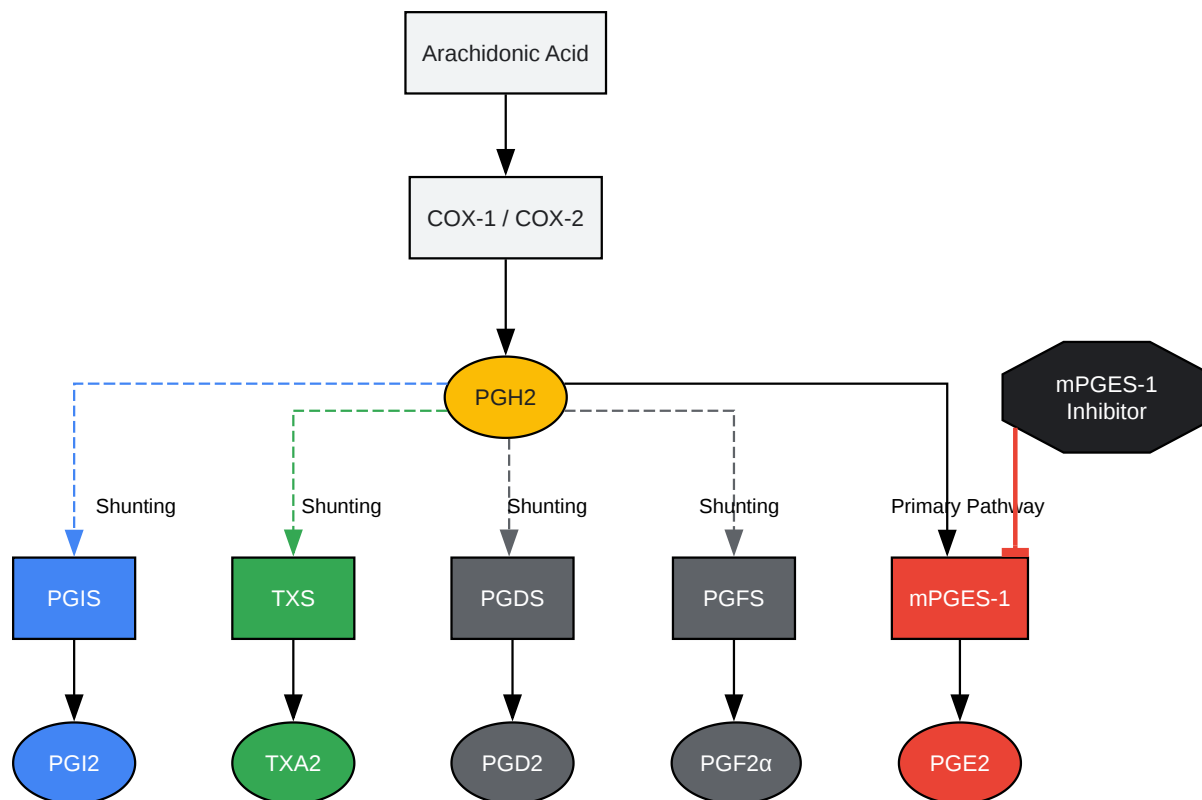 Arachidonic Acid
COX-1 / COX-2
PGH2
mPGES-1
Inhibitor
Shunting
Shunting
Shunting
Shunting
Primary Pathway
PGIS
TXS
PGDS
PGFS
mPGES-1
PGI2
TXA2
PGD2
PGF2α
PGE2